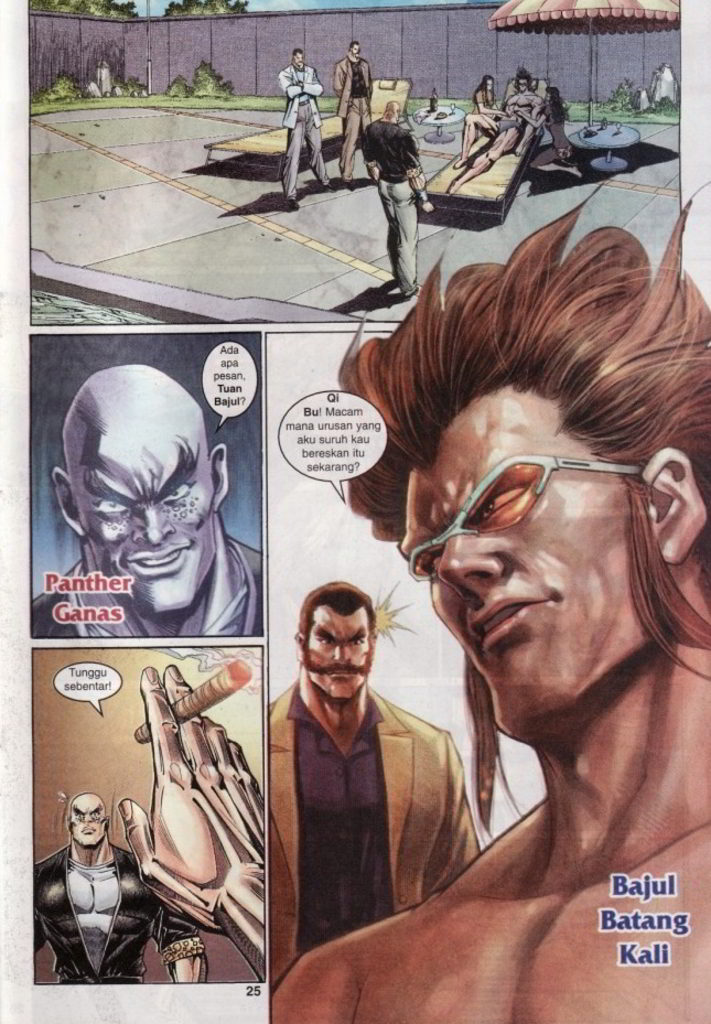 Ada
apa
pesan,
Tuan
Bajul?
Panther
Ganas
Qi
Bu! Macam
mana urusan yang
aku suruh kau
bereskan itu
sekarang?
Tunggu
sebentar!
Bajul
Batang
Kali
25